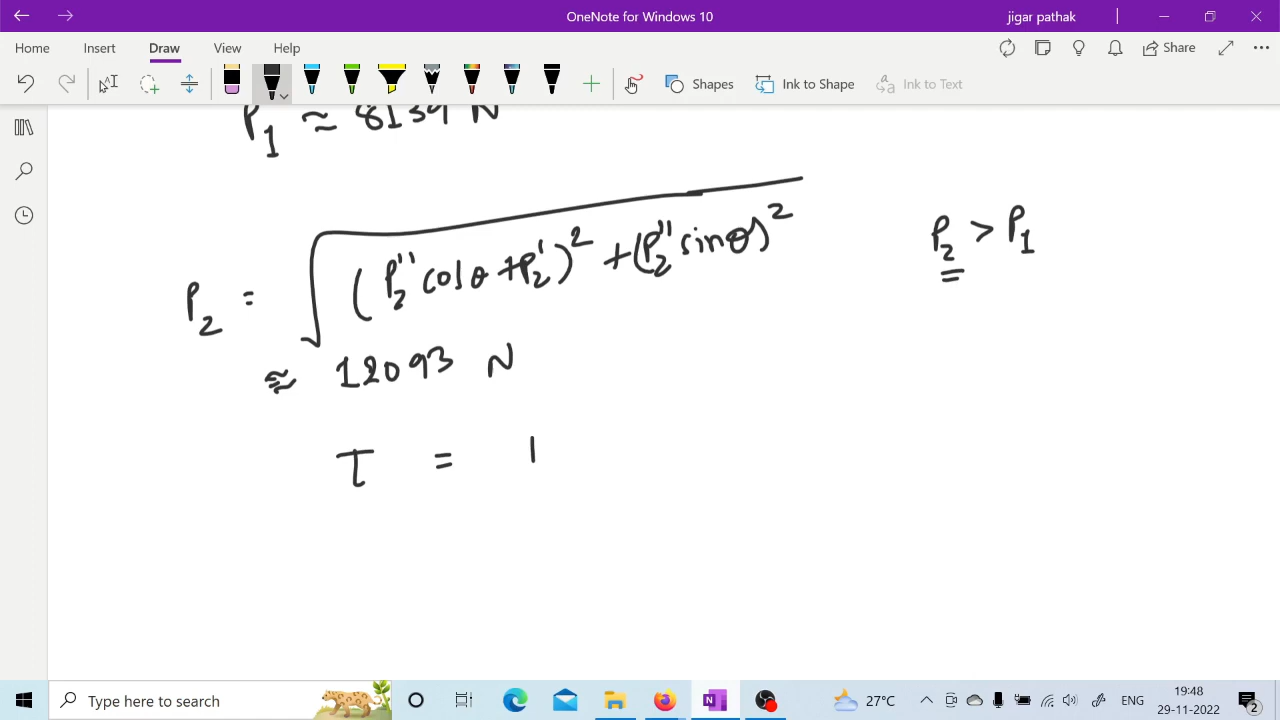 OneNote for Windows 10
jigar pathak
Home Insert Draw View Help
Share
Shapes
Ink to Shape
Ink to Text
P₁ ≈ 8139 N
P₂ = √((P₂'' cosθ + P₂')² + (P₂'' sinθ)²)
P₂ > P₁
≈ 12093 N
τ =
Type here to search
27°C
ENG
19:48
29-11-2022
2